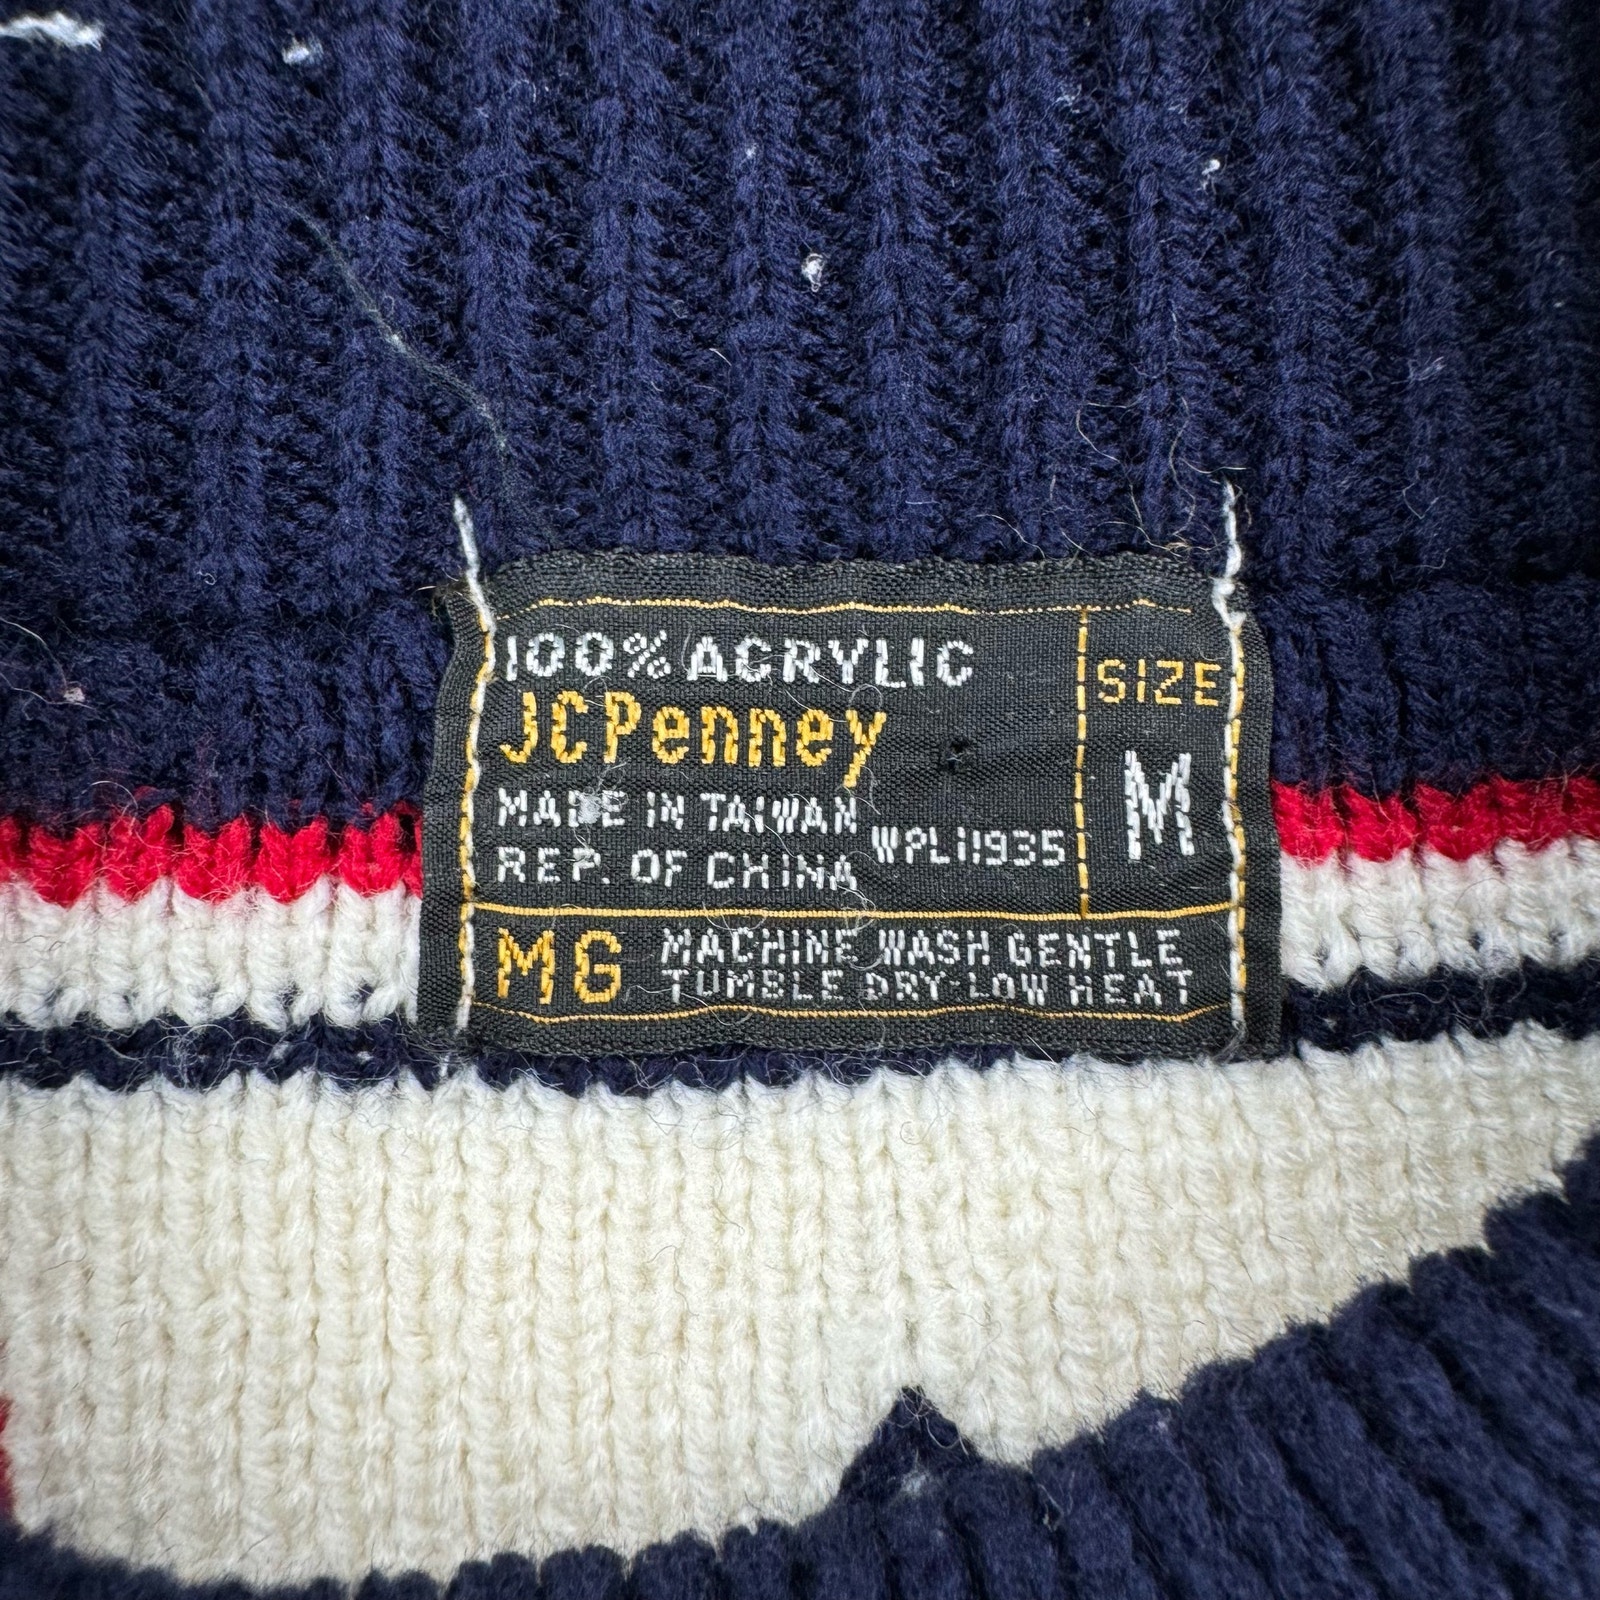 100% ACRYLIC
JCPenney
MADE IN TAIWAN
REP. OF CHINA
WPL11935
SIZE
M
MG
MACHINE WASH GENTLE
TUMBLE DRY-LOW HEAT